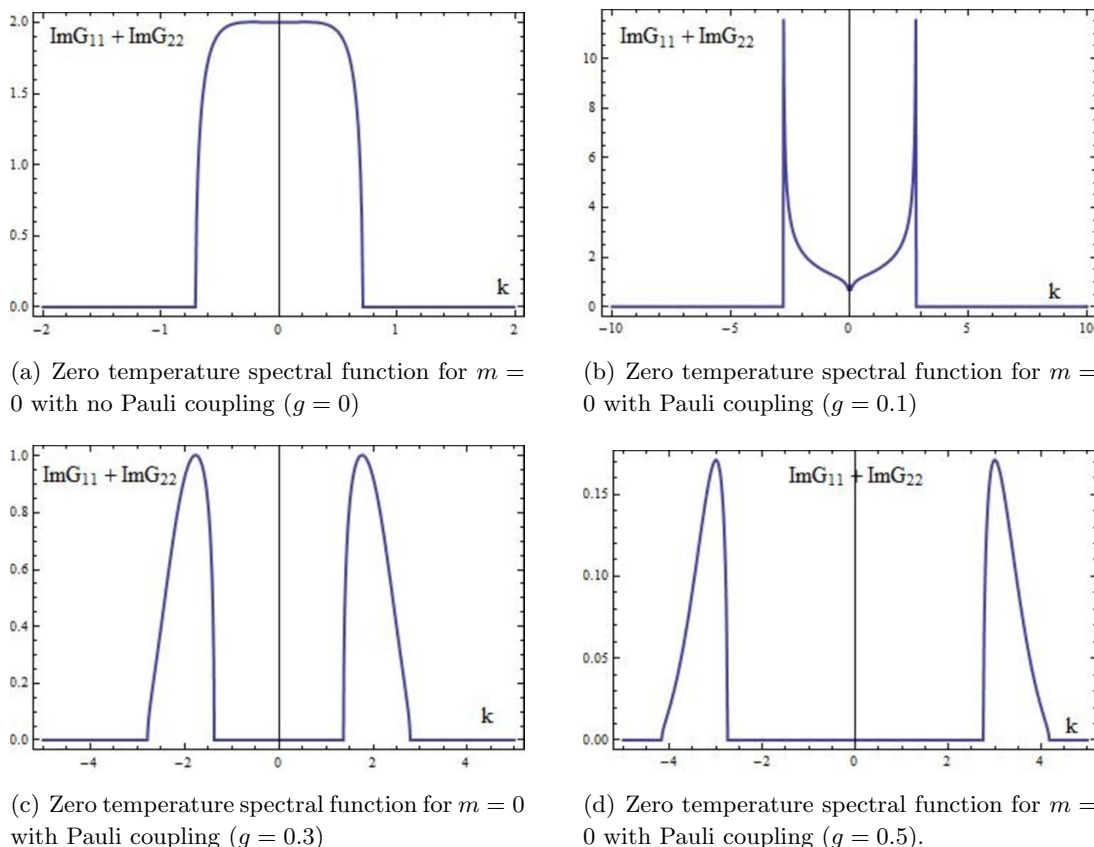 2.0
ImG11 + ImG22
1.5
1.0
0.5
k
0.0
−2 −1 0 1 2
ImG11 + ImG22
10
8
6
4
2
k
0
−10 −5 0 5 10
(a) Zero temperature spectral function for m =
0 with no Pauli coupling (g = 0)
(b) Zero temperature spectral function for m =
0 with Pauli coupling (g = 0.1)
1.0
ImG11 + ImG22
0.8
0.6
0.4
0.2
k
0.0
−4 −2 0 2 4
ImG11 + ImG22
0.15
0.10
0.05
k
0.00
−4 −2 0 2 4
(c) Zero temperature spectral function for m = 0
with Pauli coupling (g = 0.3)
(d) Zero temperature spectral function for m =
0 with Pauli coupling (g = 0.5).